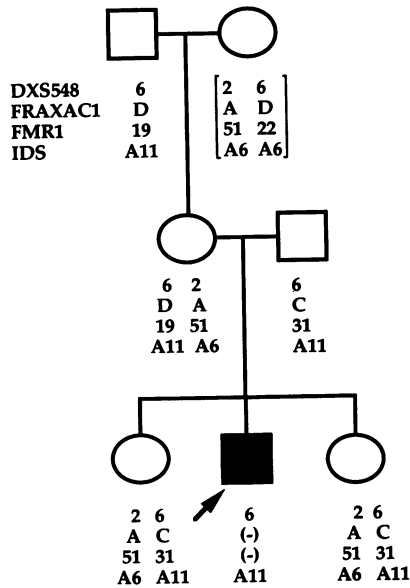 DXS548 6 [2 6]
FRAXAC1 D [A D]
FMR1 19 [51 22]
IDS A11 [A6 A6]
6 2 6
D A C
19 51 31
A11 A6 A11
2 6 6 2 6
A C (-) A C
51 31 (-) 51 31
A6 A11 A11 A6 A11